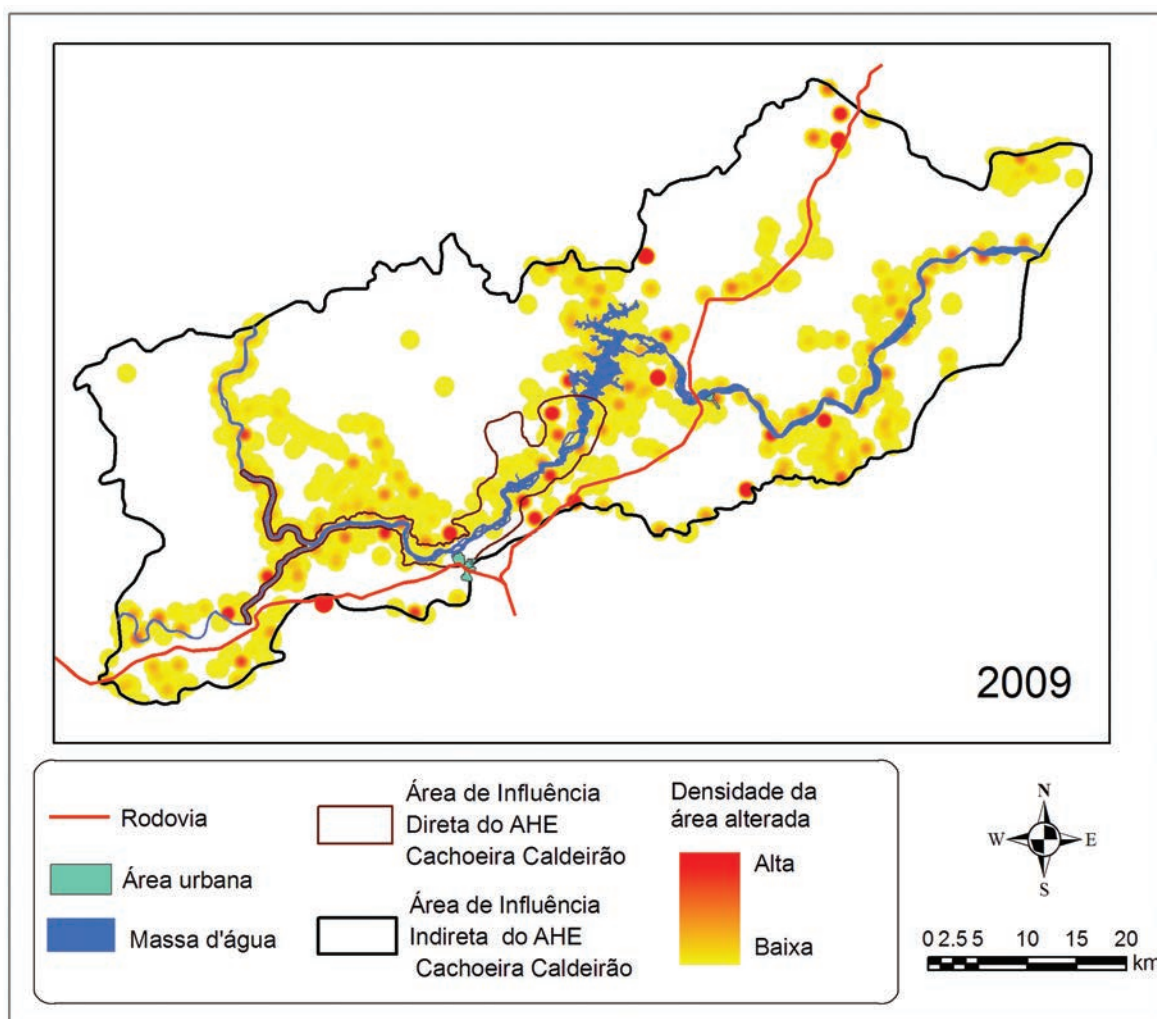 2009
Rodovia
Área urbana
Massa d'água
Área de Influência
Direta do AHE
Cachoeira Caldeirão
Área de Influência
Indireta do AHE
Cachoeira Caldeirão
Densidade da
área alterada
Alta
Baixa
N
W E
S
0 2.5 5 10 15 20
km